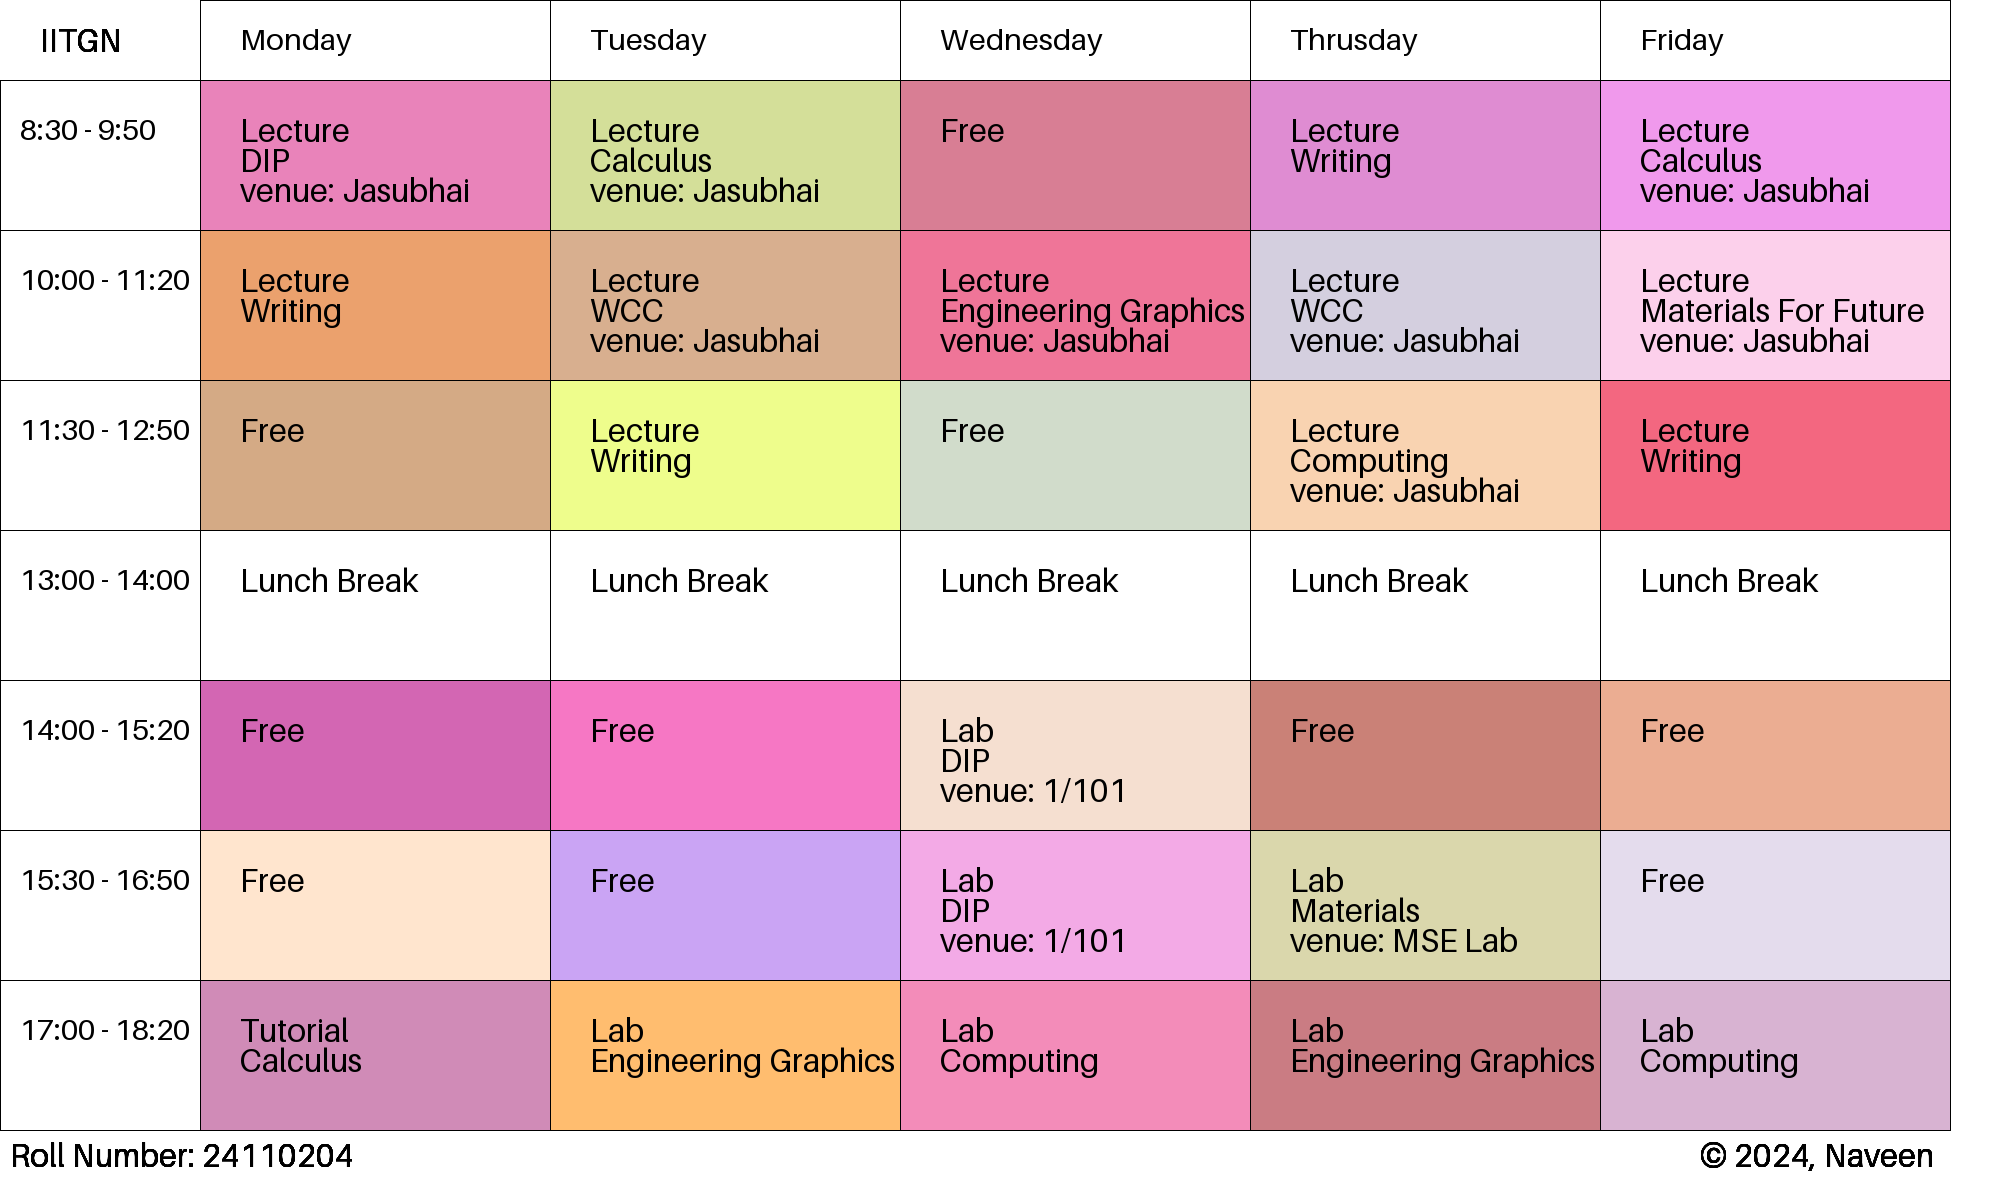 IITGN
Monday
Tuesday
Wednesday
Thrusday
Friday
8:30 - 9:50
Lecture
DIP
venue: Jasubhai
Lecture
Calculus
venue: Jasubhai
Free
Lecture
Writing
Lecture
Calculus
venue: Jasubhai
10:00 - 11:20
Lecture
Writing
Lecture
WCC
venue: Jasubhai
Lecture
Engineering Graphics
venue: Jasubhai
Lecture
WCC
venue: Jasubhai
Lecture
Materials For Future
venue: Jasubhai
11:30 - 12:50
Free
Lecture
Writing
Free
Lecture
Computing
venue: Jasubhai
Lecture
Writing
13:00 - 14:00
Lunch Break
Lunch Break
Lunch Break
Lunch Break
Lunch Break
14:00 - 15:20
Free
Free
Lab
DIP
venue: 1/101
Free
Free
15:30 - 16:50
Free
Free
Lab
DIP
venue: 1/101
Lab
Materials
venue: MSE Lab
Free
17:00 - 18:20
Tutorial
Calculus
Lab
Engineering Graphics
Lab
Computing
Lab
Engineering Graphics
Lab
Computing
Roll Number: 24110204
© 2024, Naveen